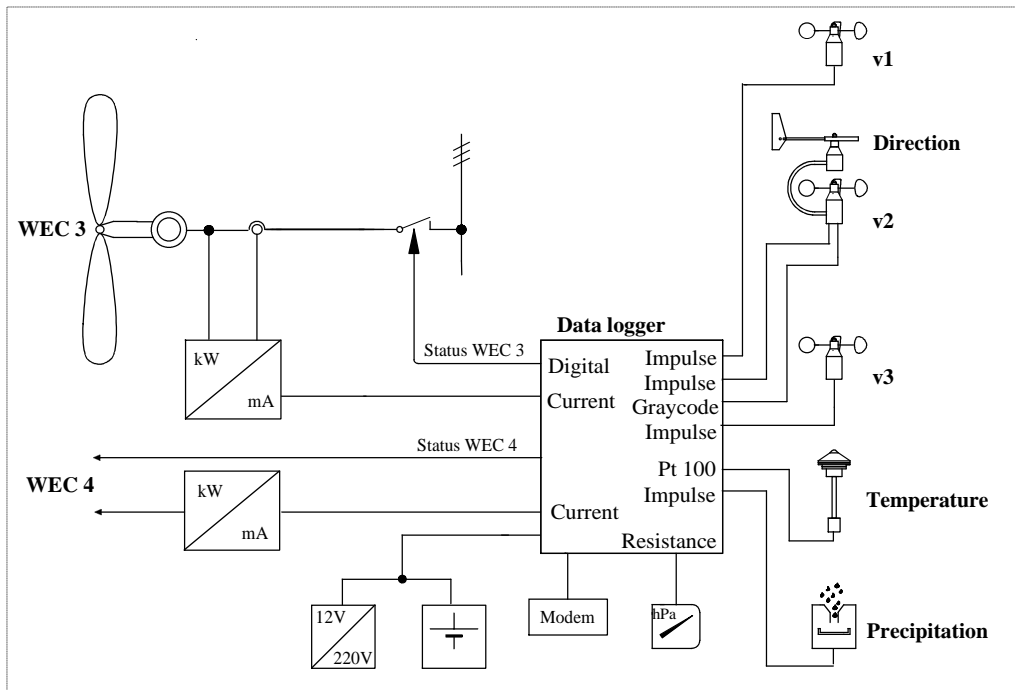 v1
Direction
WEC 3
v2
Data logger
Status WEC 3
Digital
Impulse
v3
kW
mA
Current
Impulse
Graycode
Impulse
Status WEC 4
WEC 4
kW
mA
Pt 100
Impulse
Temperature
Current
Resistance
12V
220V
Modem
hPa
Precipitation